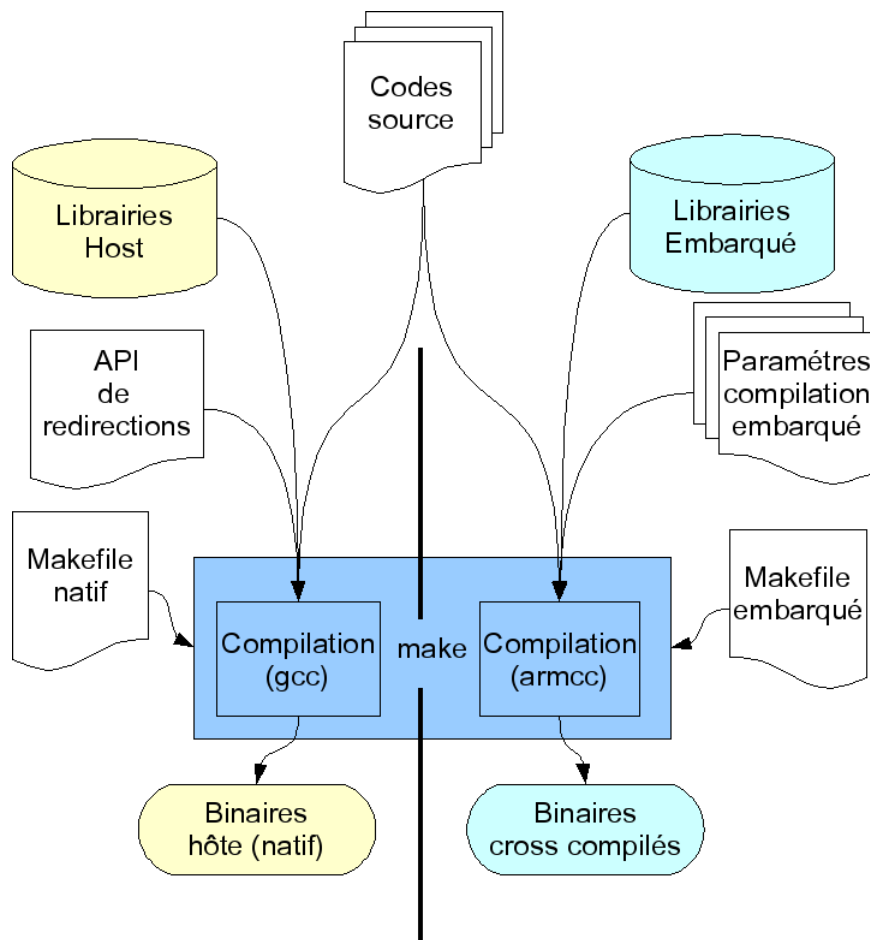 Codes
source
Librairies
Host
Librairies
Embarqué
API
de
redirections
Paramétres
compilation
embarqué
Makefile
natif
Makefile
embarqué
Compilation
(gcc)
make
Compilation
(armcc)
Binaires
hôte (natif)
Binaires
cross compilés